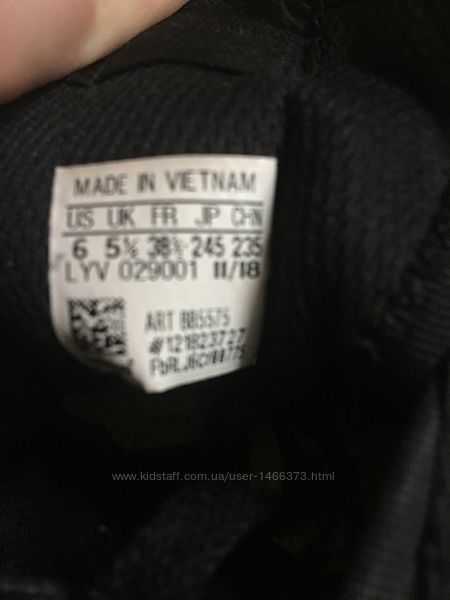 MADE IN VIETNAM
US UK FR JP CHN
6 5½ 38⅔ 245 235
LYV 029001 11/18
ART BB5575
#121823727
www.kidstaff.com.ua/user-1466373.html